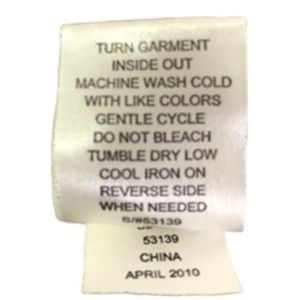 TURN GARMENT
INSIDE OUT
MACHINE WASH COLD
WITH LIKE COLORS
GENTLE CYCLE
DO NOT BLEACH
TUMBLE DRY LOW
COOL IRON ON
REVERSE SIDE
WHEN NEEDED
S/#53139
53139
CHINA
APRIL 2010